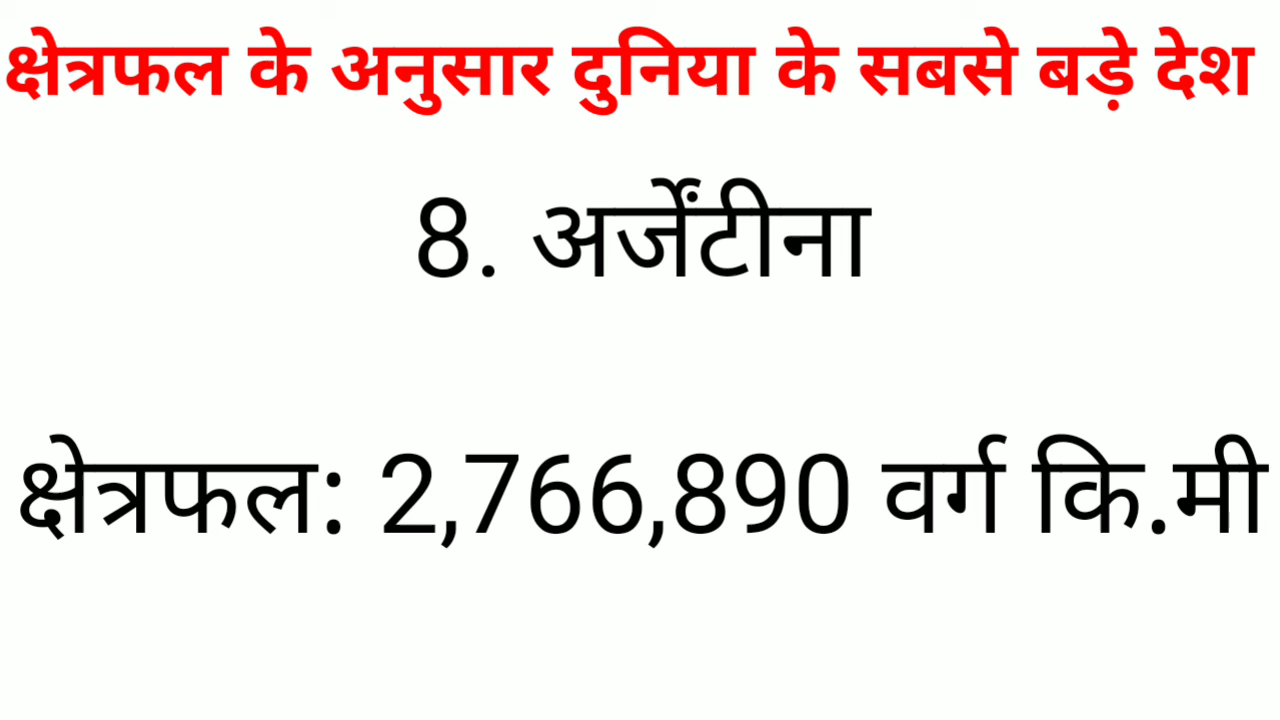 क्षेत्रफल के अनुसार दुनिया के सबसे बड़े देश
8. अर्जेंटीना
क्षेत्रफल: 2,766,890 वर्ग कि.मी